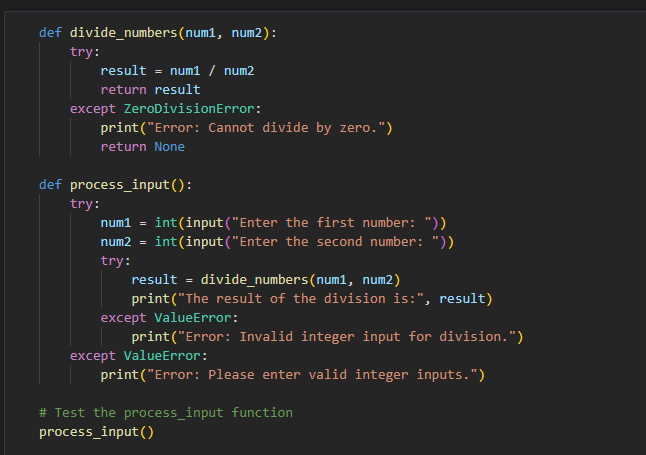 def divide_numbers(num1, num2):
    try:
        result = num1 / num2
        return result
    except ZeroDivisionError:
        print("Error: Cannot divide by zero.")
        return None

def process_input():
    try:
        num1 = int(input("Enter the first number: "))
        num2 = int(input("Enter the second number: "))
        try:
            result = divide_numbers(num1, num2)
            print("The result of the division is:", result)
        except ValueError:
            print("Error: Invalid integer input for division.")
    except ValueError:
        print("Error: Please enter valid integer inputs.")

# Test the process_input function
process_input()